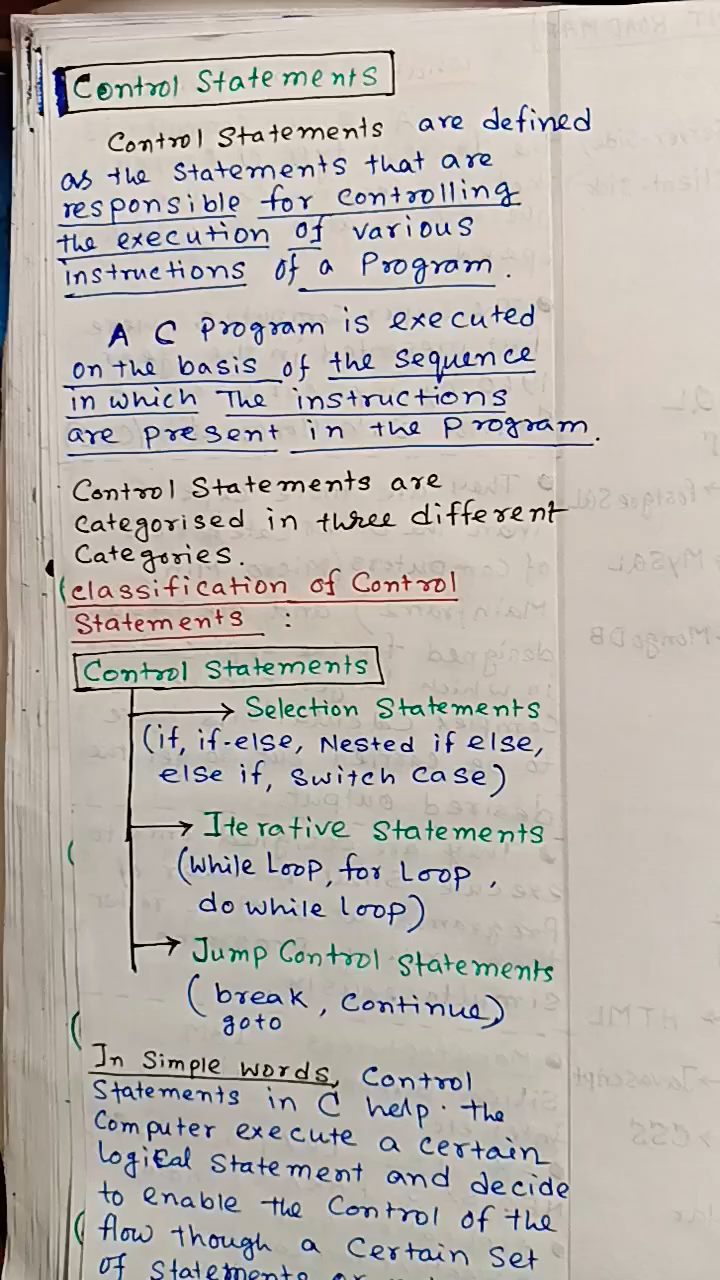 Control Statements
Control Statements are defined
as the Statements that are
responsible for controlling
the execution of various
instructions of a Program.
A C Program is executed
on the basis of the sequence
in which The instructions
are present in the Program.
Control Statements are
Categorised in three different
Categories.
(classification of Control
Statements :
Control Statements
Selection Statements
(if, if-else, Nested if else,
else if, Switch Case)
Iterative Statements
(While Loop, for Loop,
do while loop)
Jump Control Statements
(break, Continue)
goto
In Simple words, Control
Statements in C help the
Computer execute a certain
logical Statement and decide
to enable the Control of the
flow though a Certain Set
of Statements or